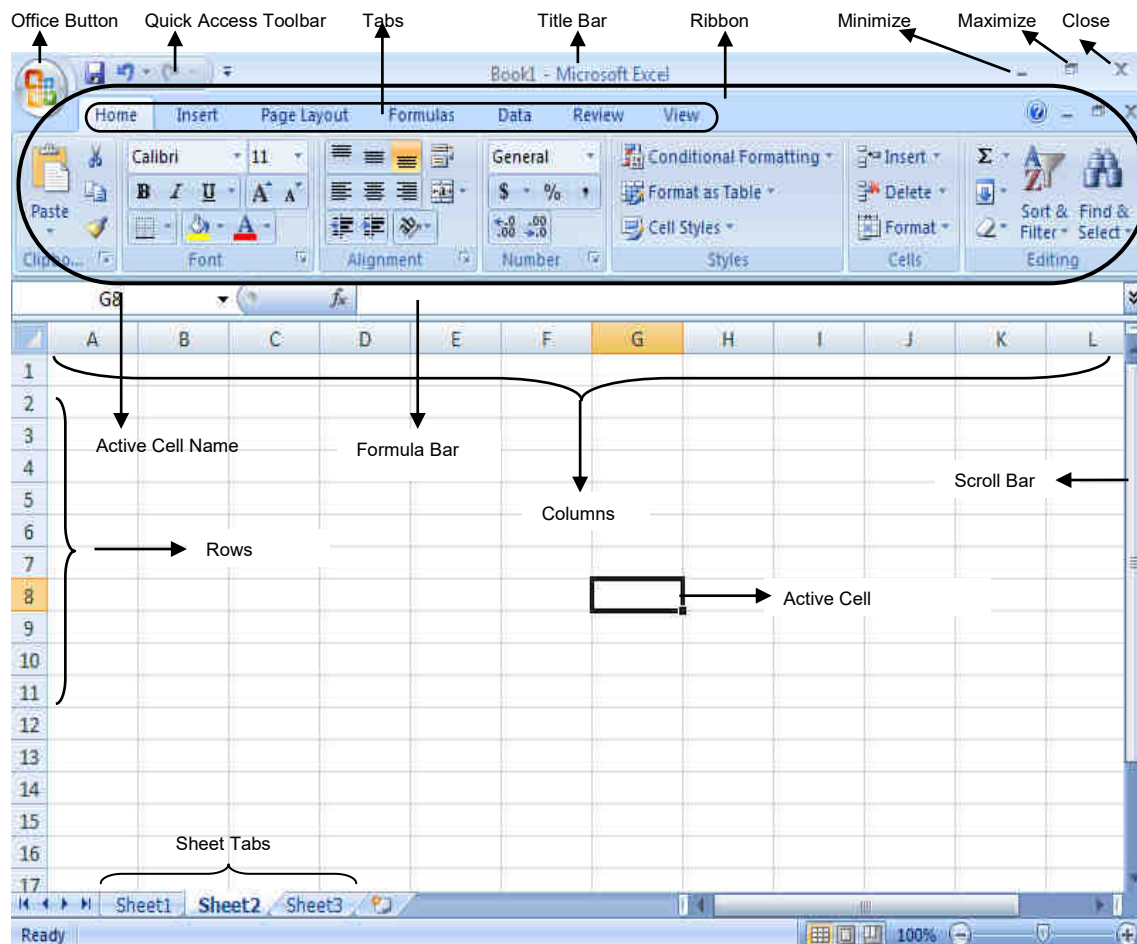 Office Button Quick Access Toolbar Tabs Title Bar Ribbon Minimize Maximize Close
Book1 - Microsoft Excel
Home Insert Page Layout Formulas Data Review View
Calibri 11 General Conditional Formatting Insert Σ
B I U A A $ % , Format as Table Delete
Paste A .0 .00 .00 .0 Cell Styles Format A Z Sort & Filter Find & Select
Clipbo... Font Alignment Number Styles Cells Editing
G8 fx
A B C D E F G H I J K L
1
2
3
Active Cell Name Formula Bar
4
Scroll Bar
5
Columns
6
Rows
7
8
Active Cell
9
10
11
12
13
14
15
Sheet Tabs
16
17
Sheet1 Sheet2 Sheet3
Ready 100%